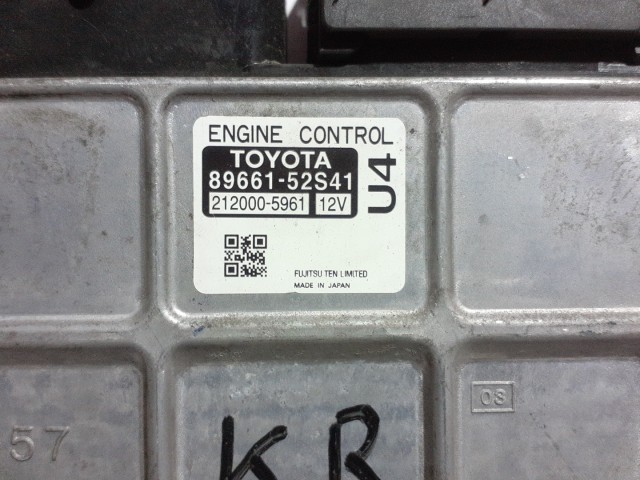 ENGINE CONTROL
TOYOTA
89661-52S41
212000-5961 12V
U4
FUJITSU TEN LIMITED
MADE IN JAPAN
08
57
KR